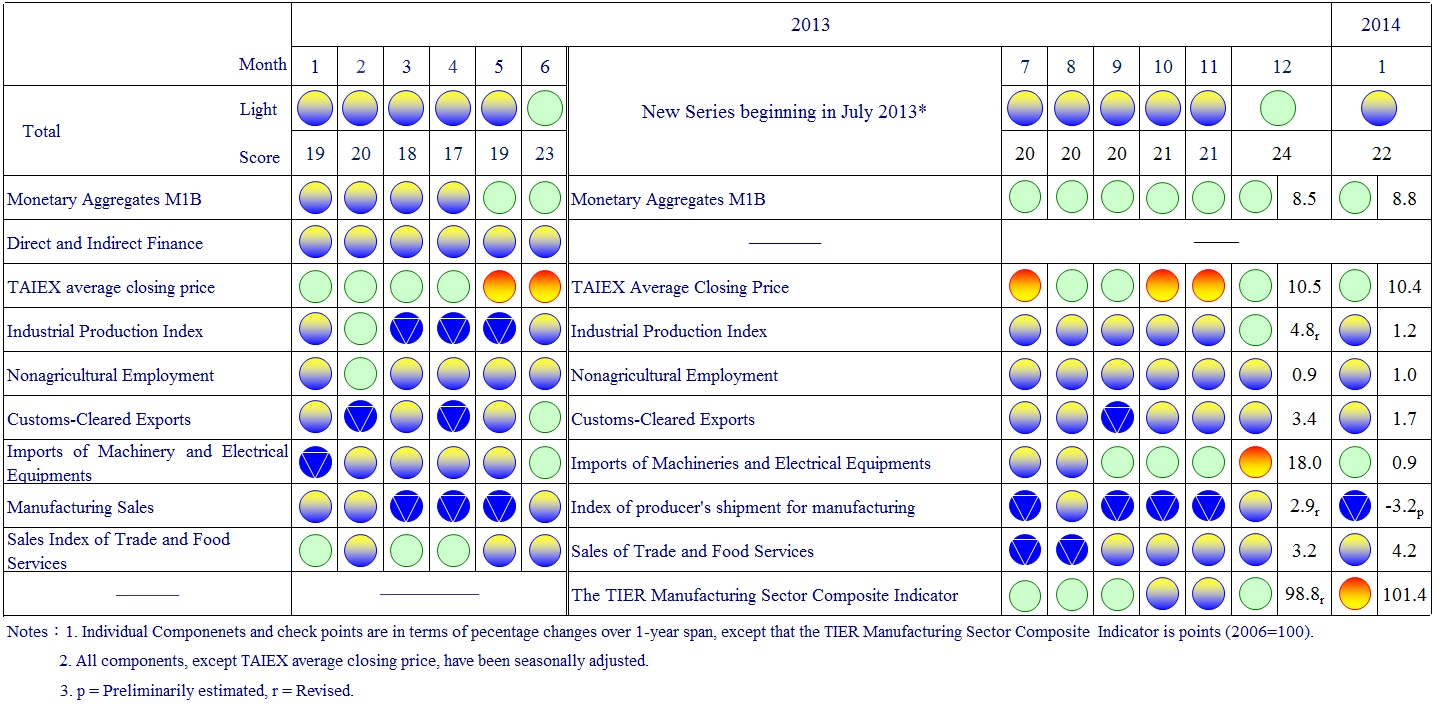 2013 2014
Month 1 2 3 4 5 6 7 8 9 10 11 12 1
Total
Light
New Series beginning in July 2013*
Score 19 20 18 17 19 23 20 20 20 21 21 24 22
Monetary Aggregates M1B Monetary Aggregates M1B 8.5 8.8
Direct and Indirect Finance
TAIEX average closing price TAIEX Average Closing Price 10.5 10.4
Industrial Production Index Industrial Production Index 4.8r 1.2
Nonagricultural Employment Nonagricultural Employment 0.9 1.0
Customs-Cleared Exports Customs-Cleared Exports 3.4 1.7
Imports of Machinery and Electrical
Equipments Imports of Machineries and Electrical Equipments 18.0 0.9
Manufacturing Sales Index of producer's shipment for manufacturing 2.9r -3.2p
Sales Index of Trade and Food
Services Sales of Trade and Food Services 3.2 4.2
The TIER Manufacturing Sector Composite Indicator 98.8r 101.4
Notes：1. Individual Componenets and check points are in terms of pecentage changes over 1-year span, except that the TIER Manufacturing Sector Composite Indicator is points (2006=100).
2. All components, except TAIEX average closing price, have been seasonally adjusted.
3. p = Preliminarily estimated, r = Revised.